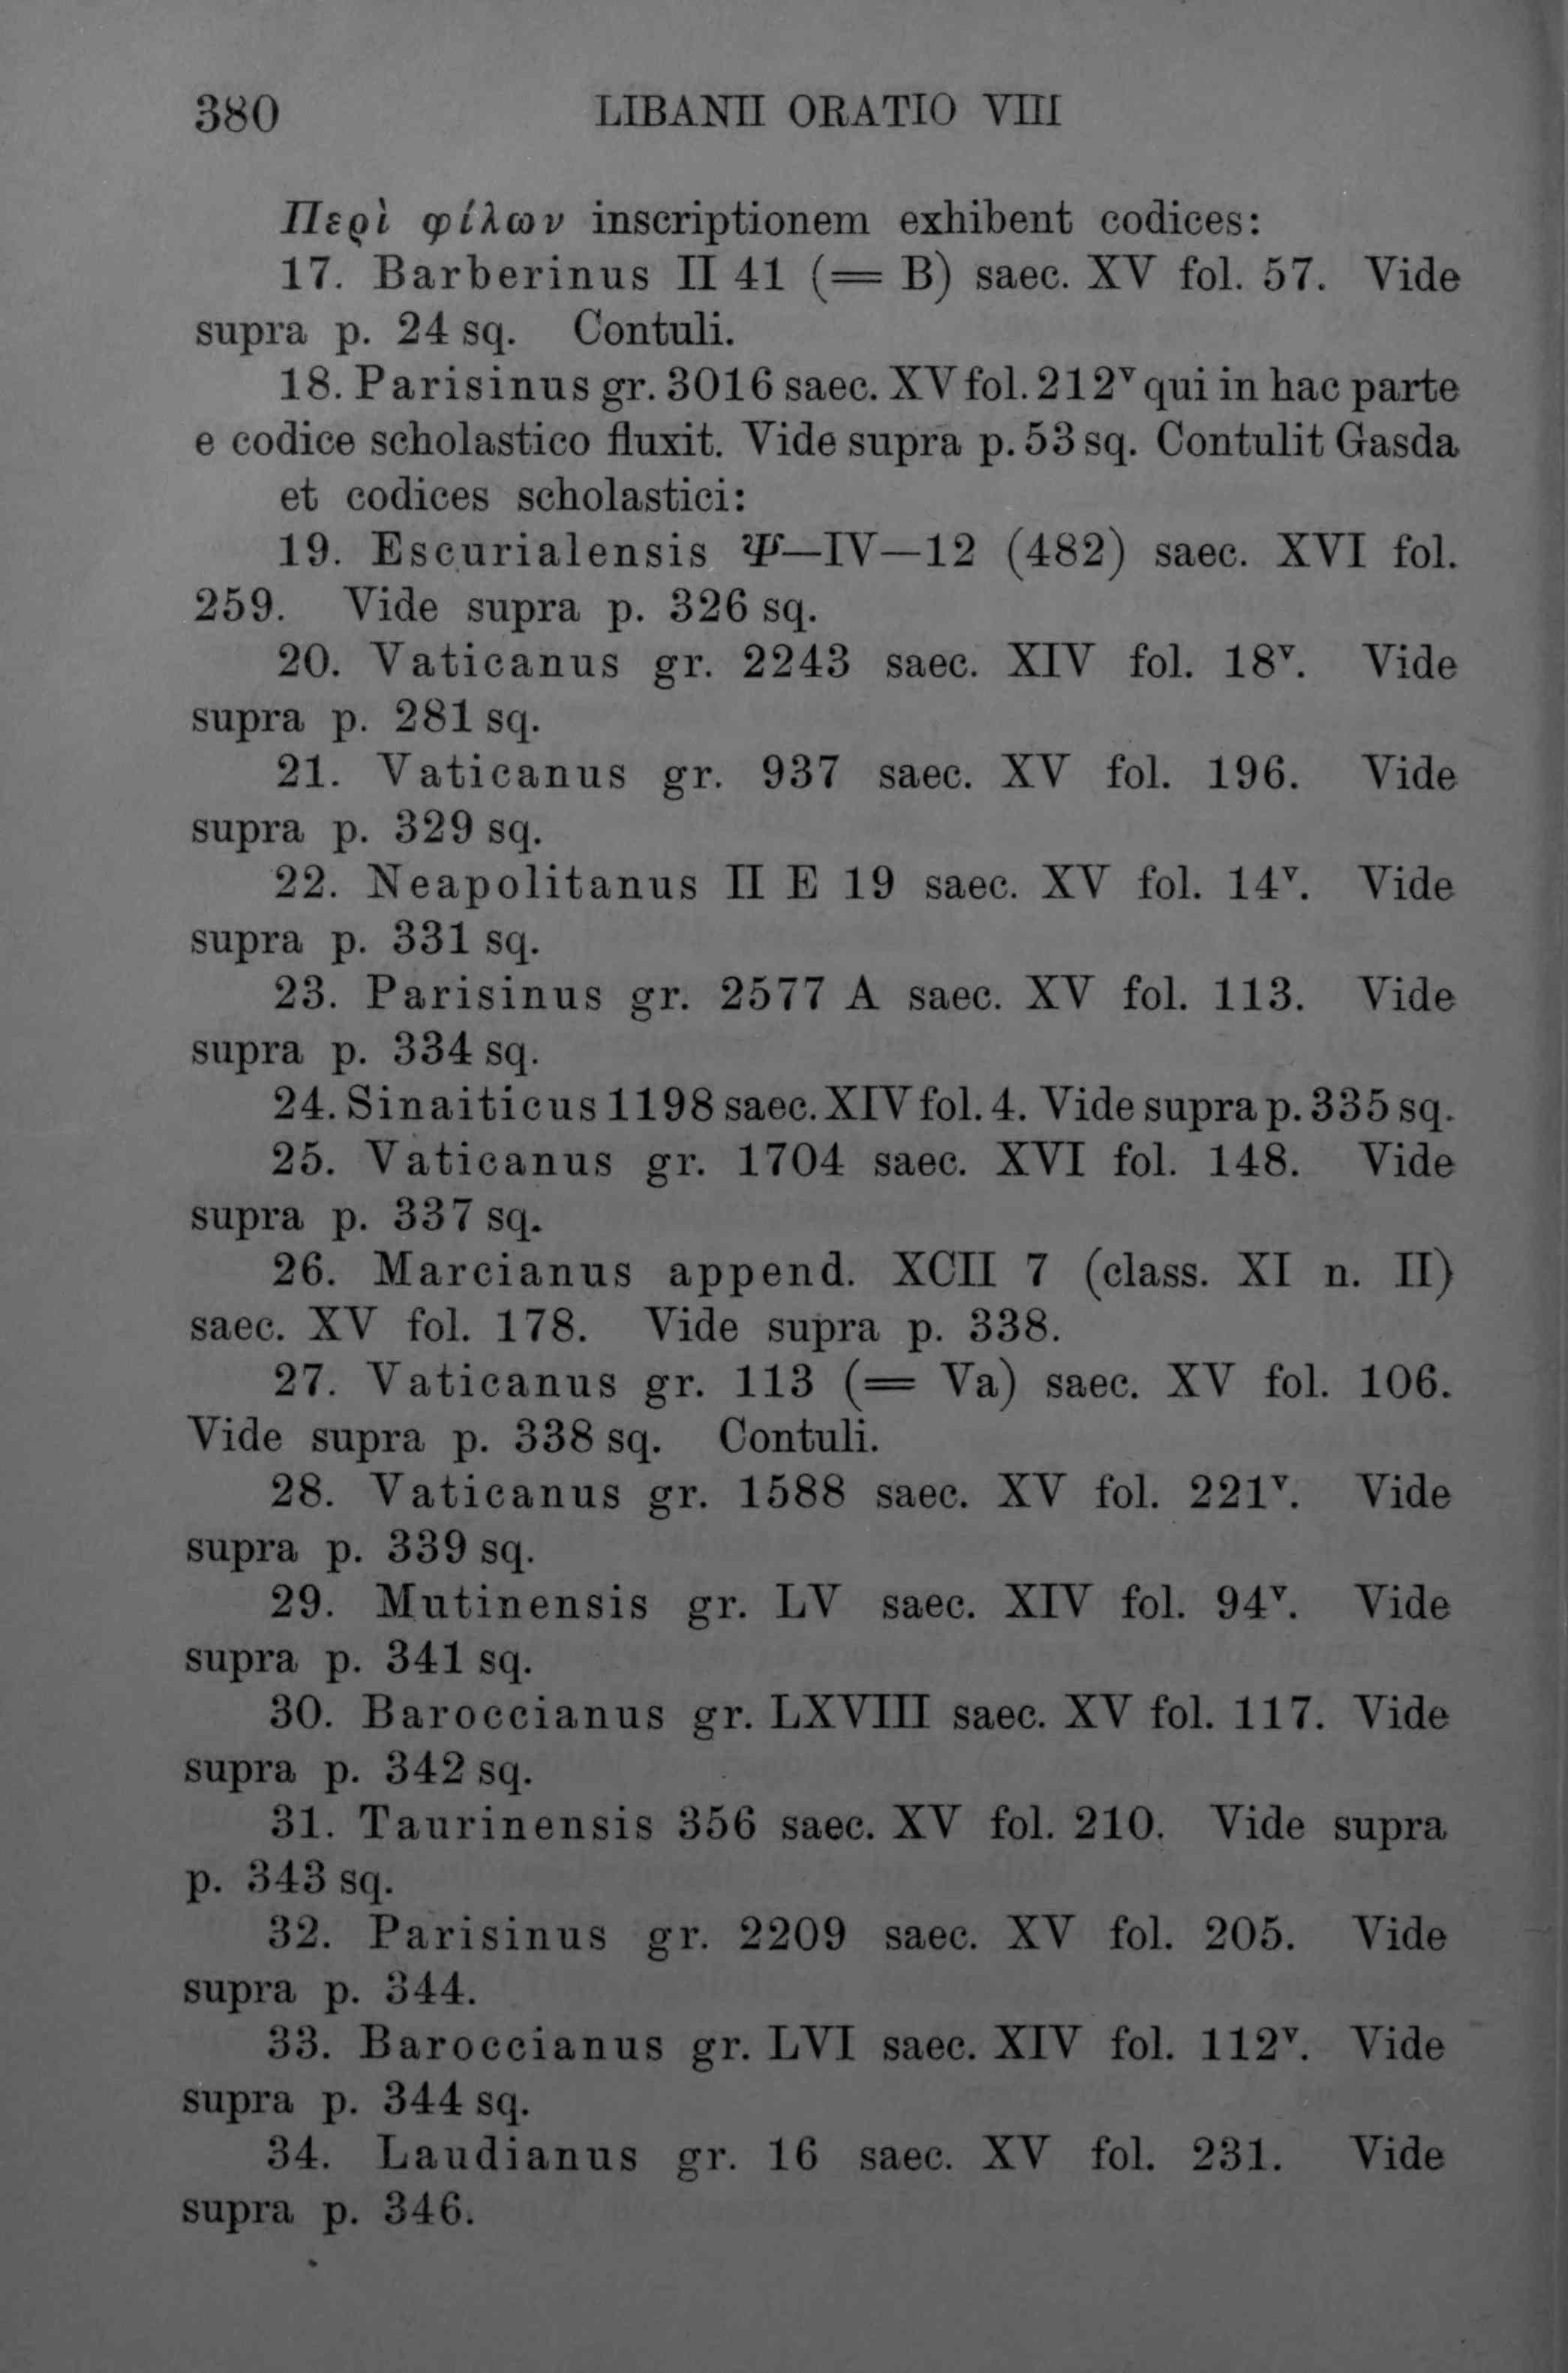 380 LIBANII ORATIO VIII
Περὶ φίλων inscriptionem exhibent codices:
17. Barberinus II 41 (= B) saec. XV fol. 57. Vide
supra p. 24 sq. Contuli.
18. Parisinus gr. 3016 saec. XV fol. 212ᵛ qui in hac parte
e codice scholastico fluxit. Vide supra p. 53 sq. Contulit Gasda
et codices scholastici:
19. Escurialensis Ψ—IV—12 (482) saec. XVI fol.
259. Vide supra p. 326 sq.
20. Vaticanus gr. 2243 saec. XIV fol. 18ᵛ. Vide
supra p. 281 sq.
21. Vaticanus gr. 937 saec. XV fol. 196. Vide
supra p. 329 sq.
22. Neapolitanus II E 19 saec. XV fol. 14ᵛ. Vide
supra p. 331 sq.
23. Parisinus gr. 2577 A saec. XV fol. 113. Vide
supra p. 334 sq.
24. Sinaiticus 1198 saec. XIV fol. 4. Vide supra p. 335 sq.
25. Vaticanus gr. 1704 saec. XVI fol. 148. Vide
supra p. 337 sq.
26. Marcianus append. XCII 7 (class. XI n. II)
saec. XV fol. 178. Vide supra p. 338.
27. Vaticanus gr. 113 (= Va) saec. XV fol. 106.
Vide supra p. 338 sq. Contuli.
28. Vaticanus gr. 1588 saec. XV fol. 221ᵛ. Vide
supra p. 339 sq.
29. Mutinensis gr. LV saec. XIV fol. 94ᵛ. Vide
supra p. 341 sq.
30. Baroccianus gr. LXVIII saec. XV fol. 117. Vide
supra p. 342 sq.
31. Taurinensis 356 saec. XV fol. 210. Vide supra
p. 343 sq.
32. Parisinus gr. 2209 saec. XV fol. 205. Vide
supra p. 344.
33. Baroccianus gr. LVI saec. XIV fol. 112ᵛ. Vide
supra p. 344 sq.
34. Laudianus gr. 16 saec. XV fol. 231. Vide
supra p. 346.